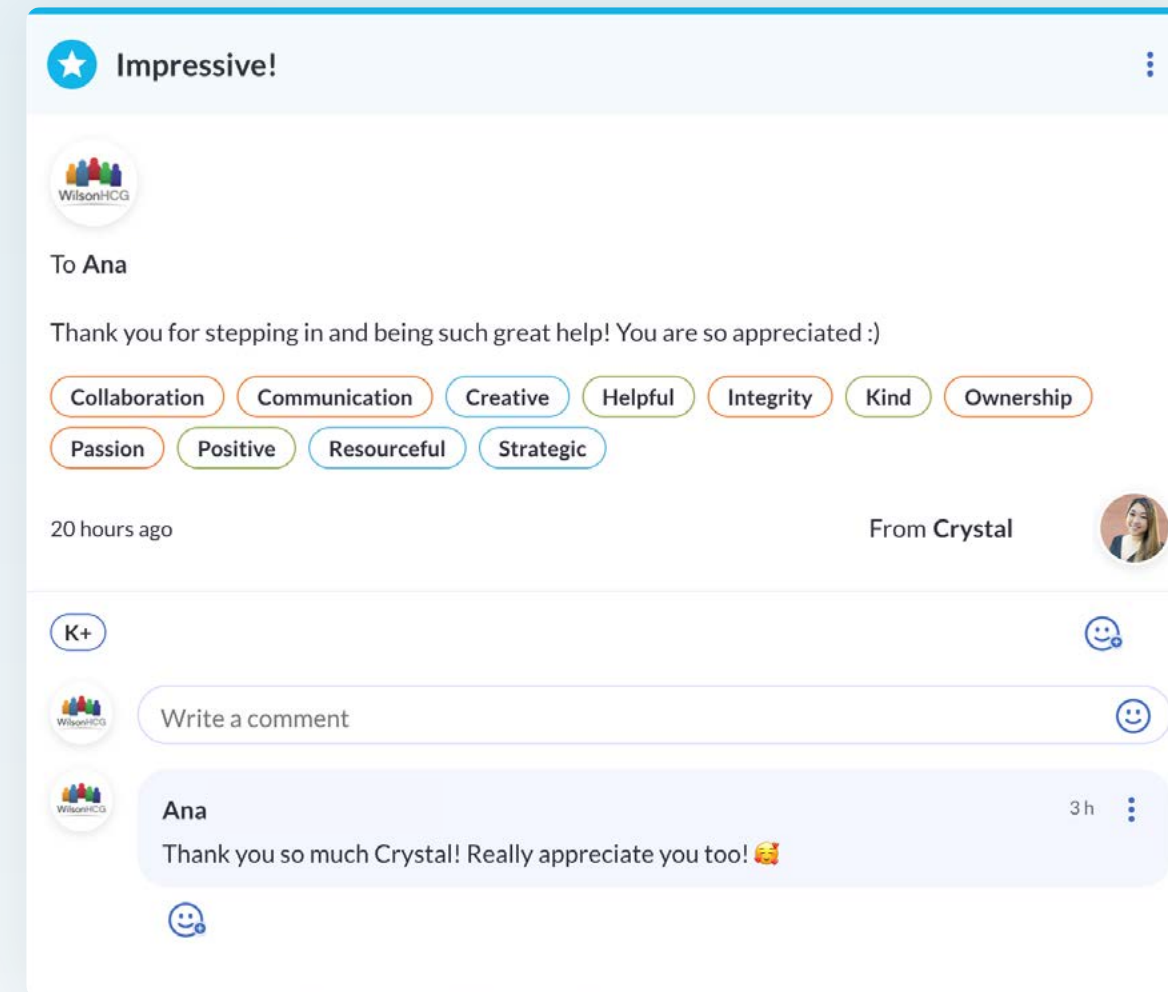 Impressive!
WilsonHCG
To Ana
Thank you for stepping in and being such great help! You are so appreciated :)
Collaboration Communication Creative Helpful Integrity Kind Ownership
Passion Positive Resourceful Strategic
20 hours ago From Crystal
K+
WilsonHCG
Write a comment
WilsonHCG
Ana 3 h
Thank you so much Crystal! Really appreciate you too! 🥰